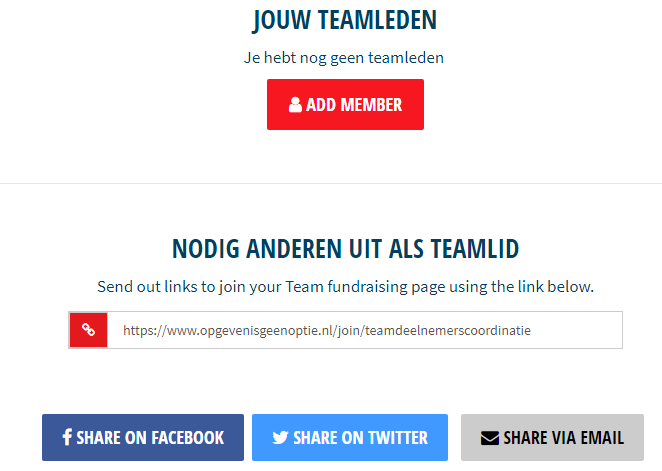 JOUW TEAMLEDEN
Je hebt nog geen teamleden
ADD MEMBER
NODIG ANDEREN UIT ALS TEAMLID
Send out links to join your Team fundraising page using the link below.
https://www.opgevenisgeenoptie.nl/join/teamdeelnemerscoordinatie
SHARE ON FACEBOOK
SHARE ON TWITTER
SHARE VIA EMAIL